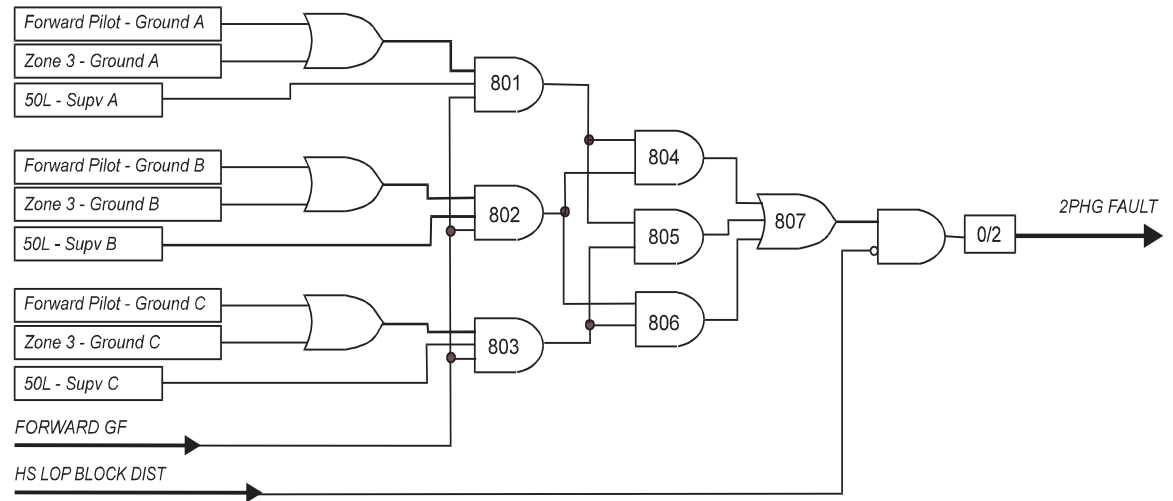 Forward Pilot - Ground A
Zone 3 - Ground A
50L - Supv A
801
804
Forward Pilot - Ground B
Zone 3 - Ground B
50L - Supv B
802
805
807
0/2
2PHG FAULT
Forward Pilot - Ground C
Zone 3 - Ground C
50L - Supv C
803
806
FORWARD GF
HS LOP BLOCK DIST